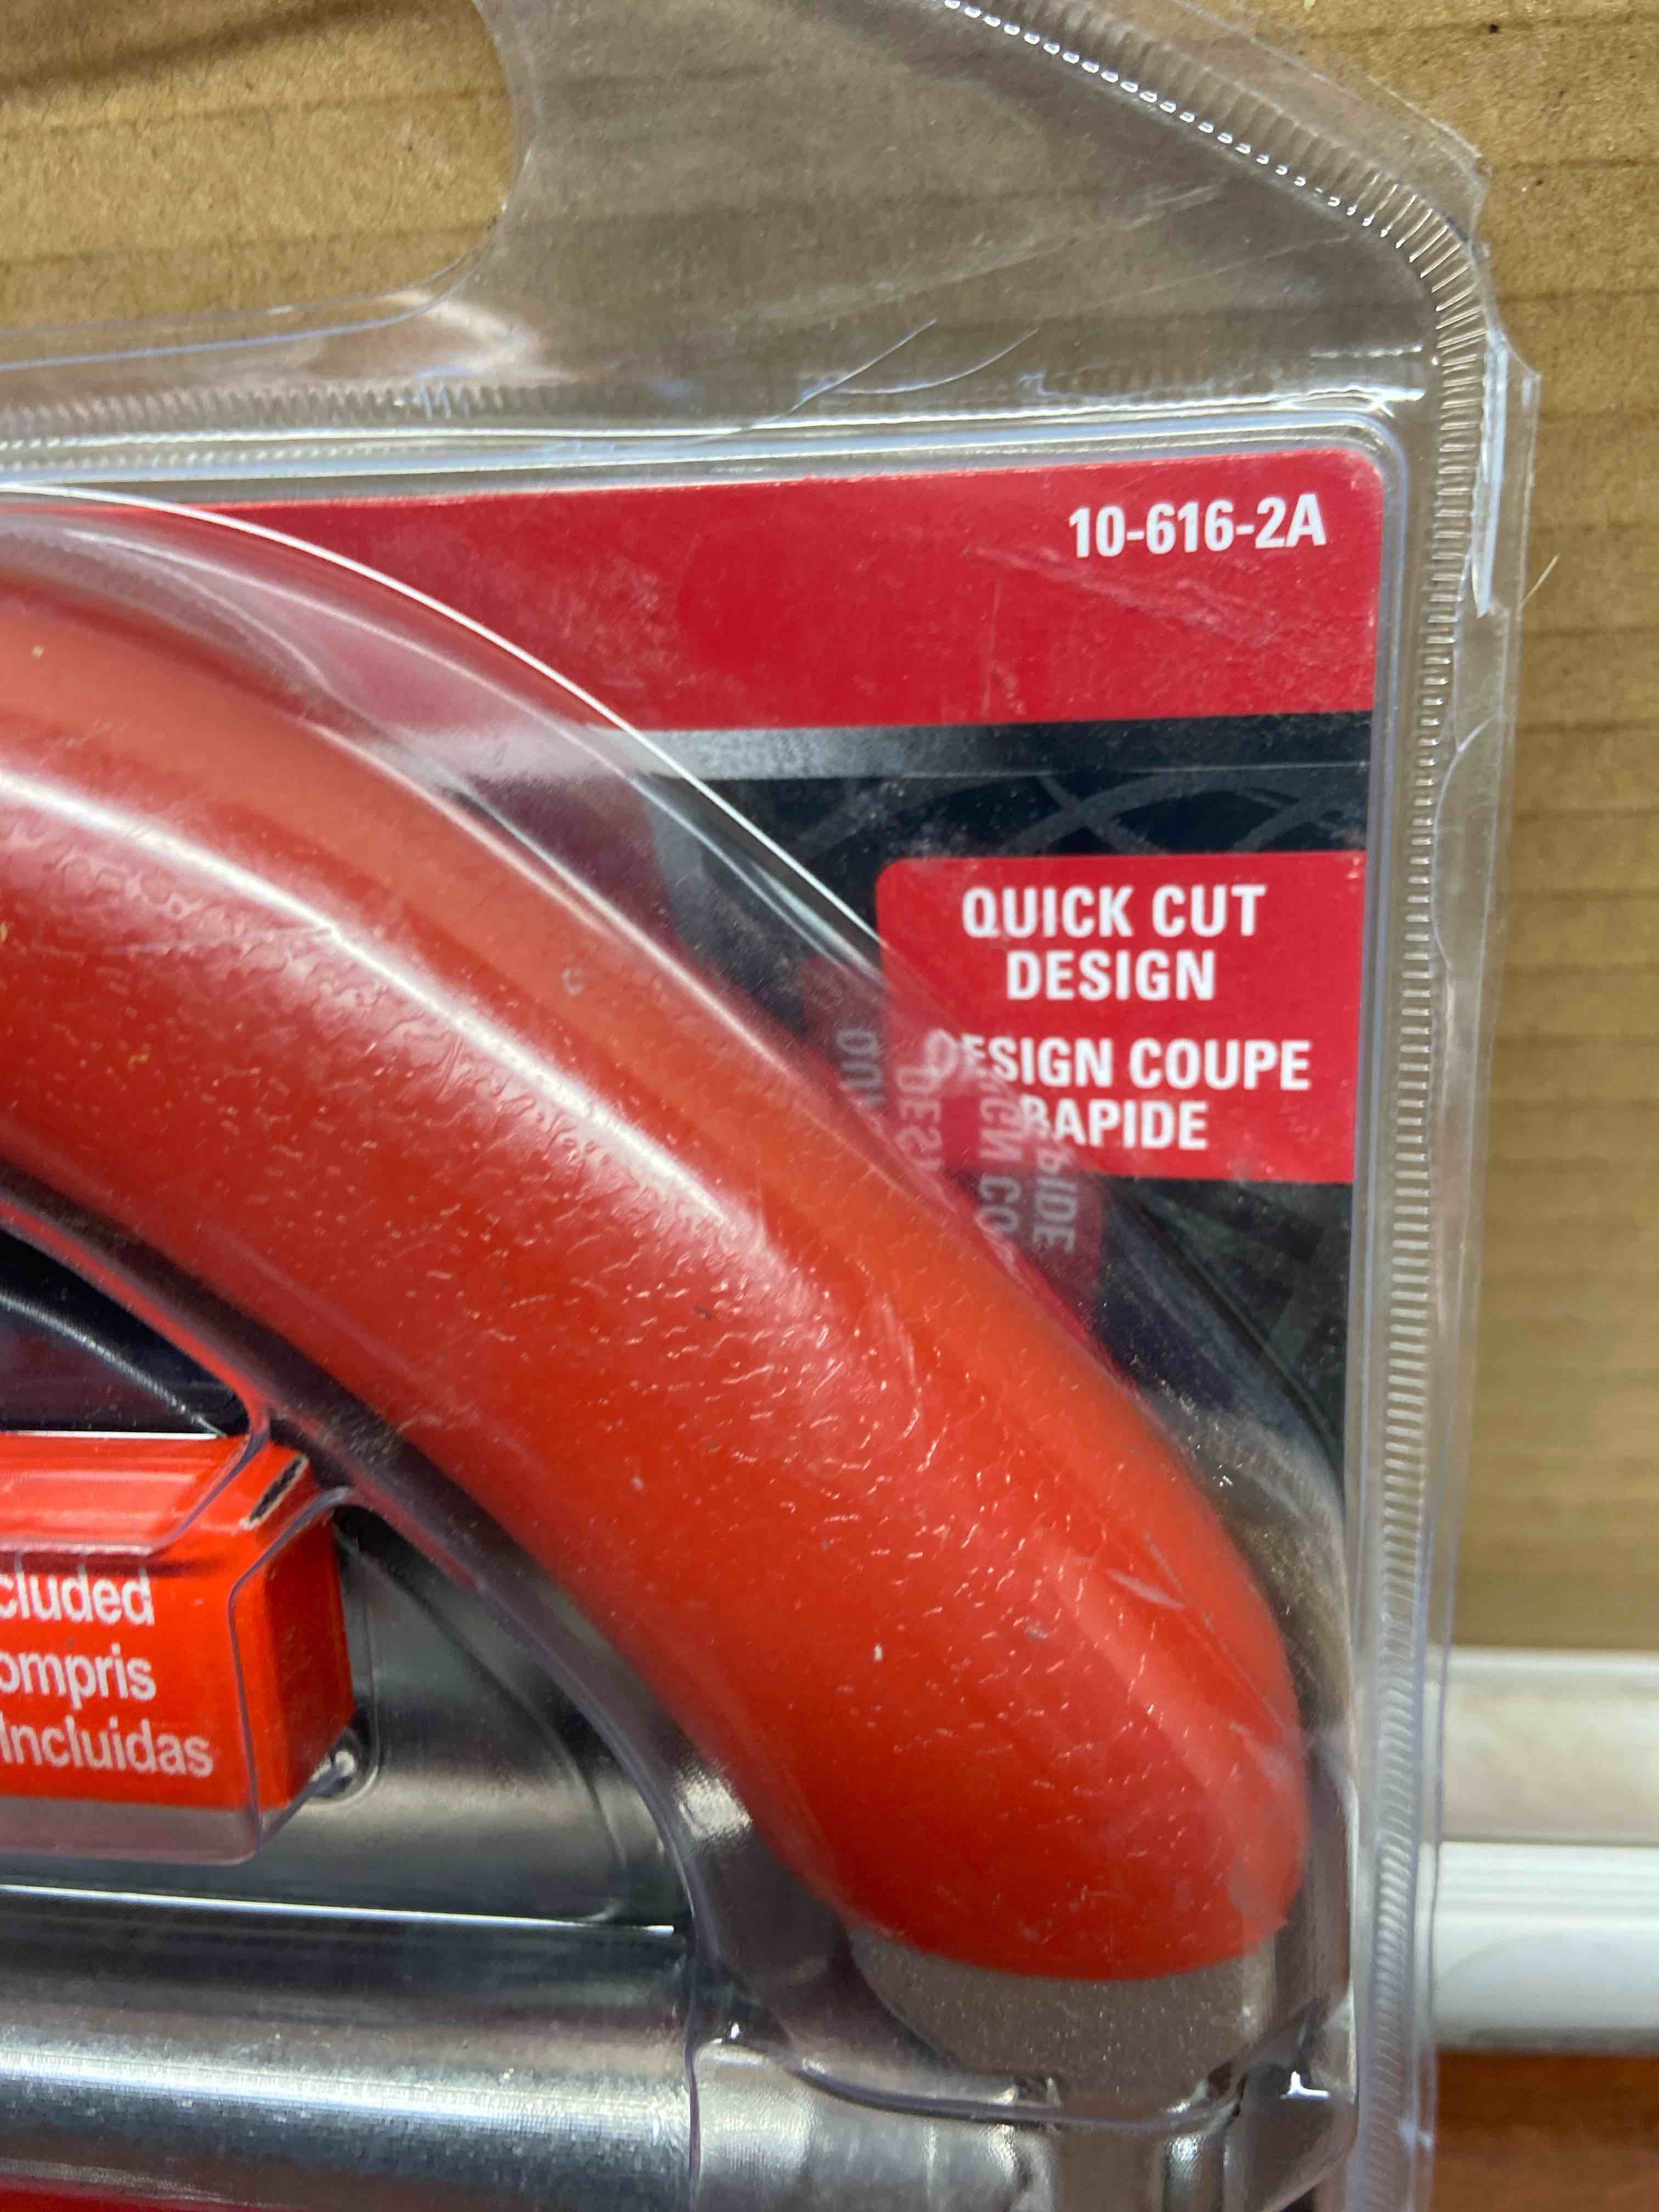 10-616-2A
QUICK CUT
DESIGN
DESIGN COUPE
RAPIDE
cluded
ompris
Incluidas